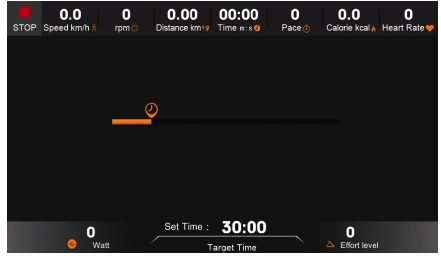 0.0 0 0.00 00:00 0 0.0 0
STOP Speed km/h rpm Distance km Time m:s Pace Calorie kcal Heart Rate
0 Set Time : 30:00 0
Watt Target Time Effort level